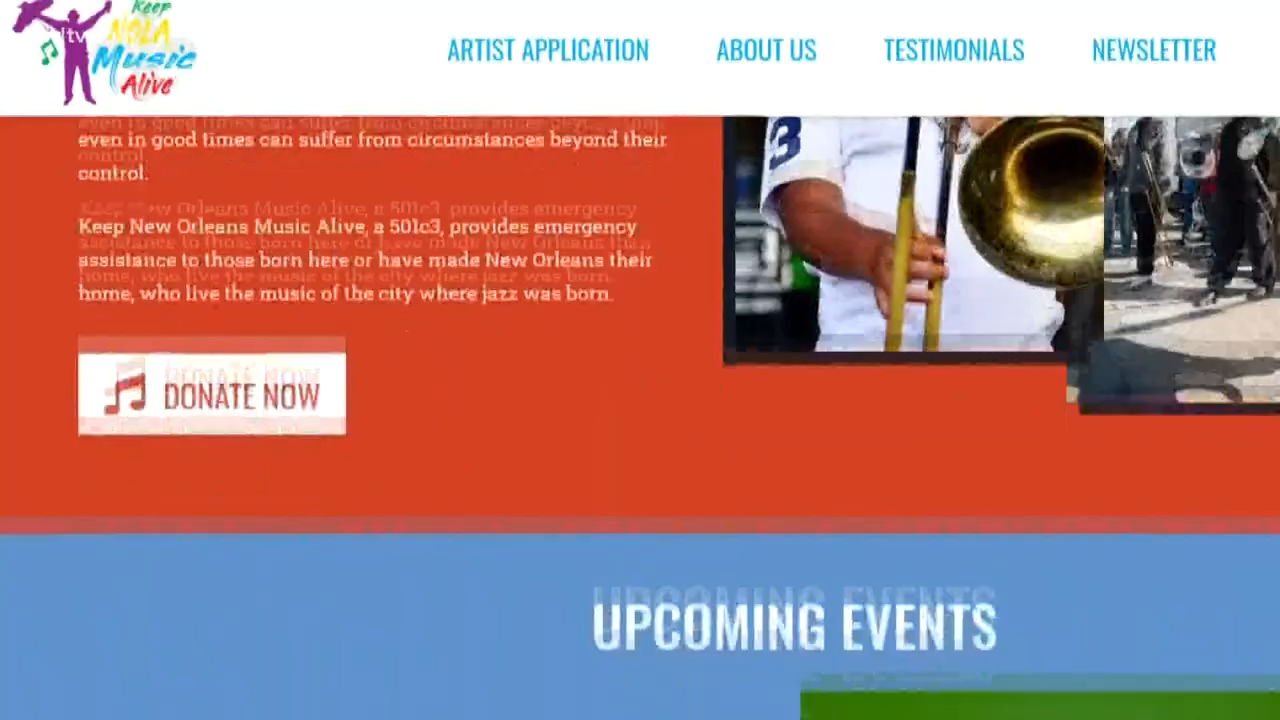 Keep
NOLA
Music
Alive
ARTIST APPLICATION
ABOUT US
TESTIMONIALS
NEWSLETTER
even in good times can suffer from circumstances beyond their
control.
Keep New Orleans Music Alive, a 501c3, provides emergency
assistance to those born here or have made New Orleans their
home, who live the music of the city where jazz was born.
3
DONATE NOW
UPCOMING EVENTS